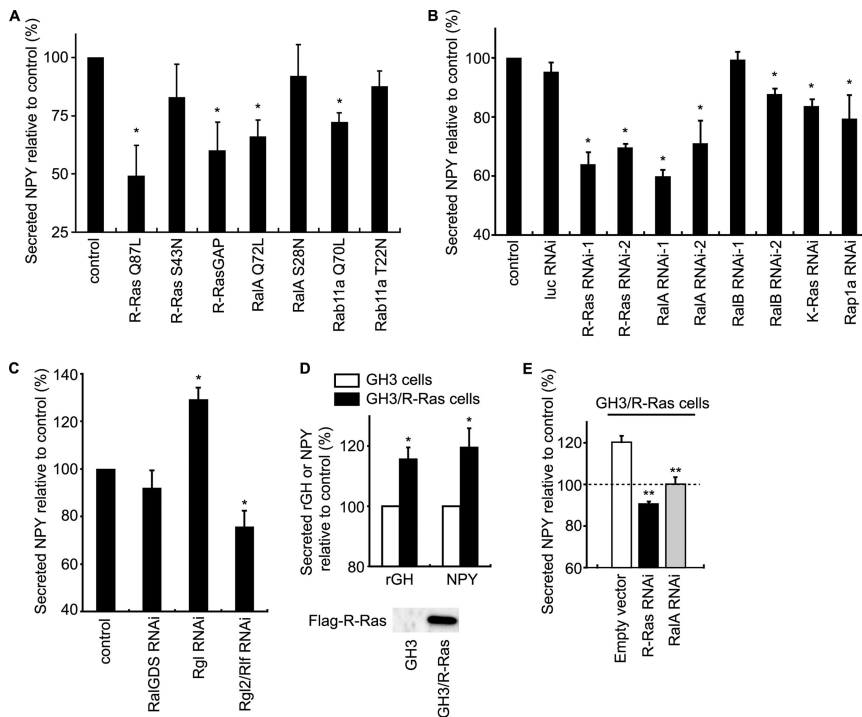 A
Secreted NPY relative to control (%)
100
75
50
25
*
*
*
*
control
R-Ras Q87L
R-Ras S43N
R-RasGAP
RalA Q72L
RalA S28N
Rab11a Q70L
Rab11a T22N
B
Secreted NPY relative to control (%)
100
80
60
40
*
*
*
*
*
*
*
control
luc RNAi
R-Ras RNAi-1
R-Ras RNAi-2
RalA RNAi-1
RalA RNAi-2
RalB RNAi-1
RalB RNAi-2
K-Ras RNAi
Rap1a RNAi
C
Secreted NPY relative to control (%)
140
120
100
80
60
40
*
*
control
RalGDS RNAi
Rgl RNAi
Rgl2/Rlf RNAi
D
GH3 cells
GH3/R-Ras cells
Secreted rGH or NPY
relative to control (%)
120
100
80
*
*
rGH
NPY
Flag-R-Ras
GH3
GH3/R-Ras
E
GH3/R-Ras cells
Secreted NPY relative to control (%)
120
100
80
60
**
**
Empty vector
R-Ras RNAi
RalA RNAi